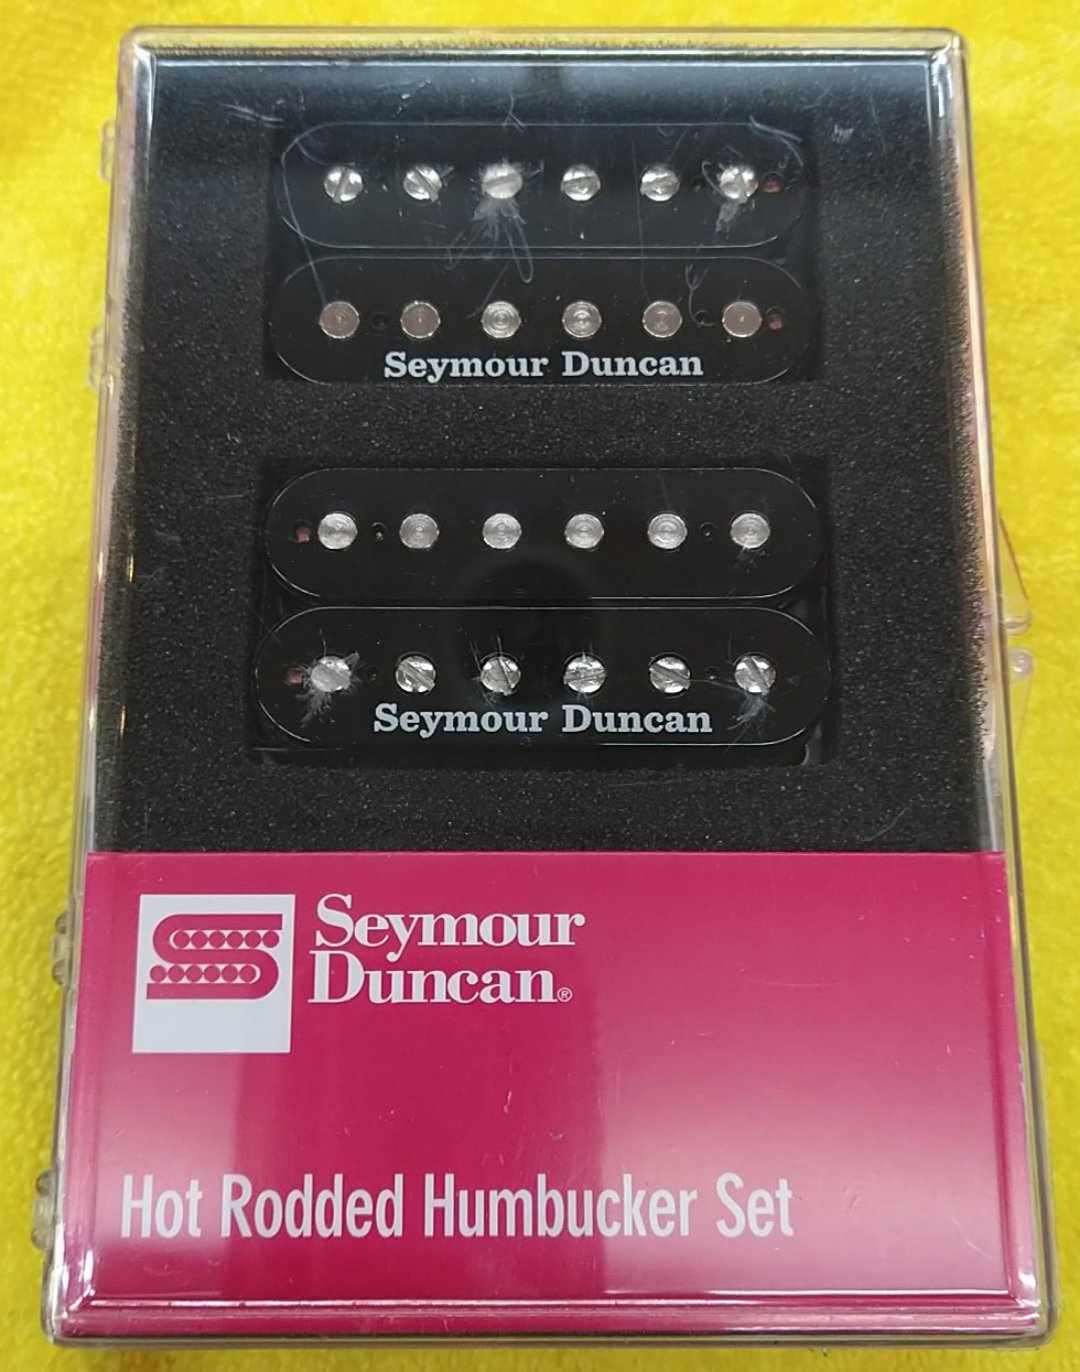 Seymour Duncan
Seymour Duncan
Seymour
Duncan®
Hot Rodded Humbucker Set